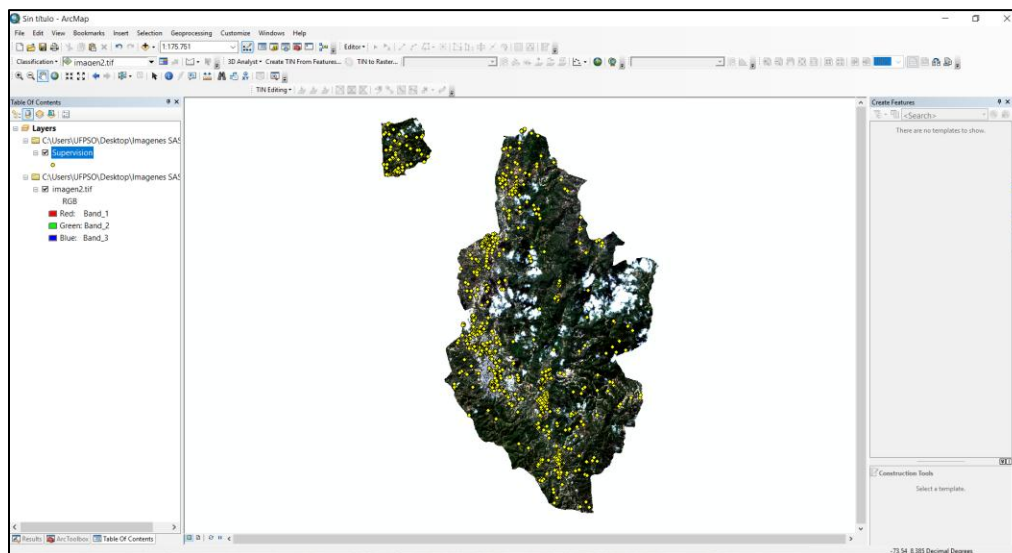 Sin título - ArcMap
File Edit View Bookmarks Insert Selection Geoprocessing Customize Windows Help
1:175.751 Editor
Classification imagen2.tif 3D Analyst Create TIN From Features... TIN to Raster...
TIN Editing
Table Of Contents
Layers
C:\Users\UFPSO\Desktop\Imagenes SAS
Supervision
C:\Users\UFPSO\Desktop\Imagenes SAS
imagen2.tif
RGB
Red: Band_1
Green: Band_2
Blue: Band_3
Create Features
<Search>
There are no templates to show.
Construction Tools
Select a template.
Results ArcToolbox Table Of Contents
-73.54 8.385 Decimal Degrees